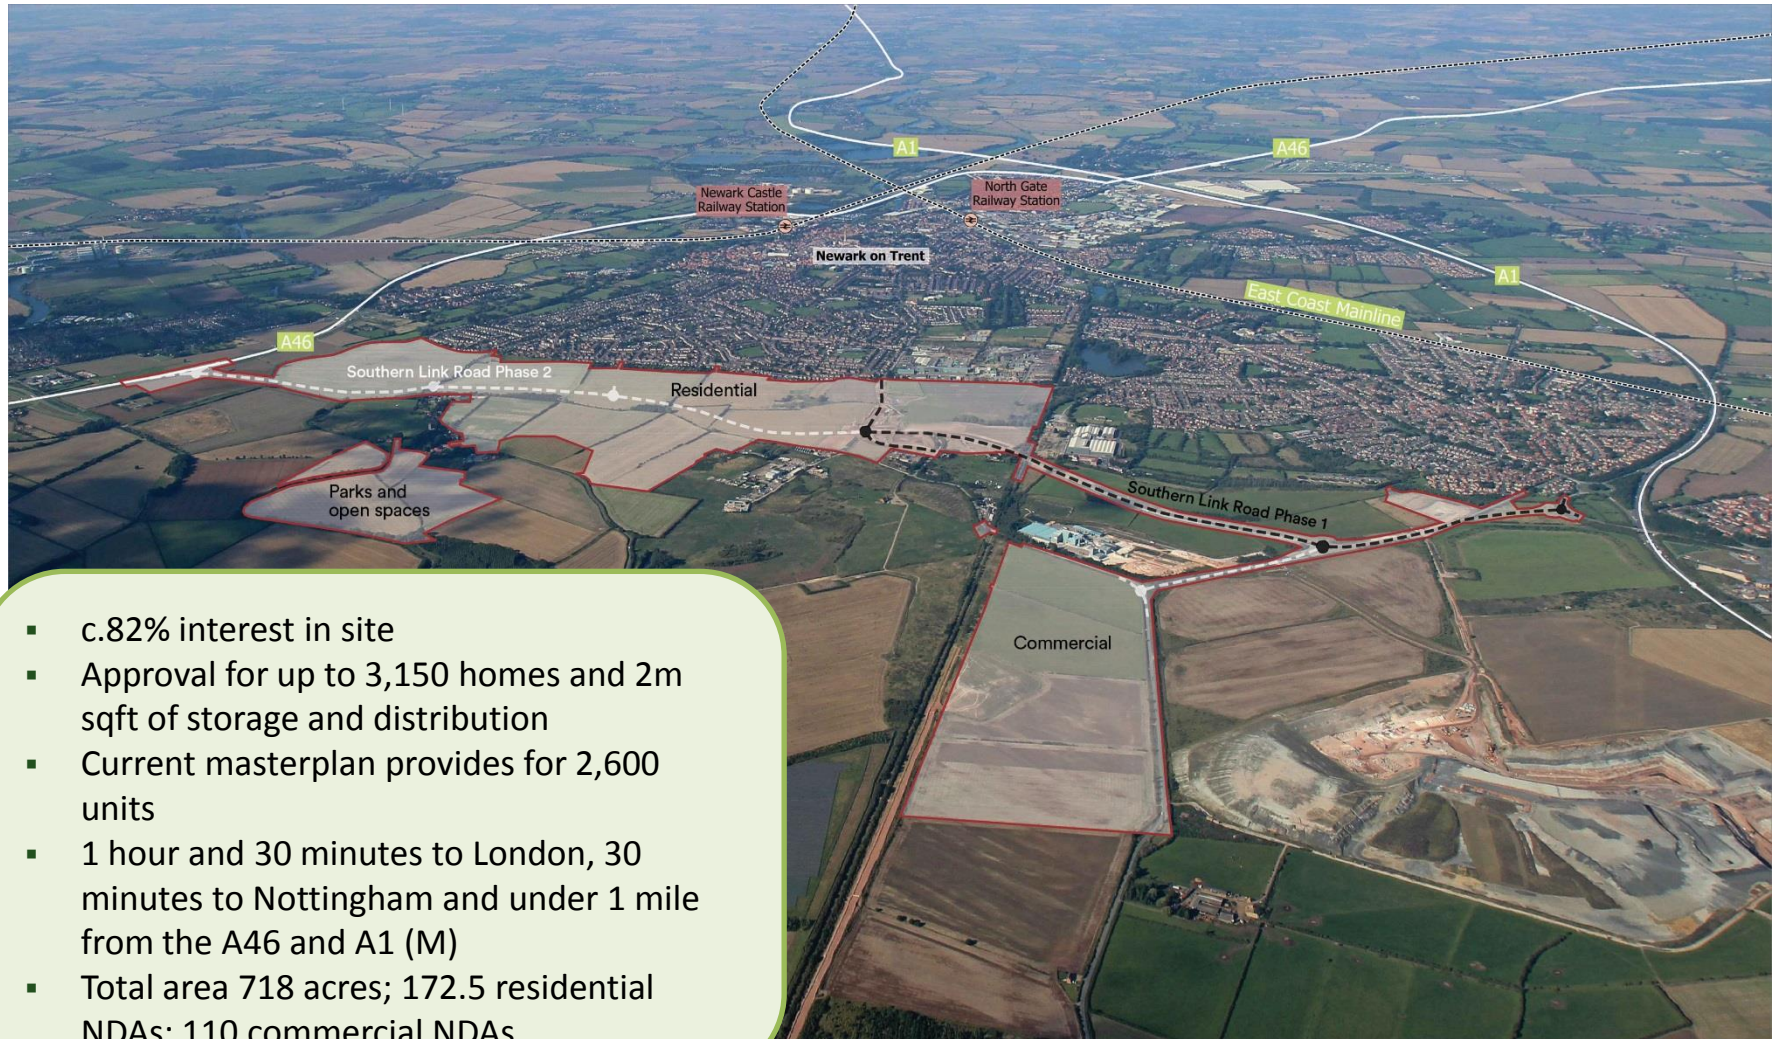 A1
A46
Newark Castle
Railway Station
North Gate
Railway Station
Newark on Trent
A1
East Coast Mainline
A46
Southern Link Road Phase 2
Residential
Parks and
open spaces
Southern Link Road Phase 1
Commercial
▪ c.82% interest in site
▪ Approval for up to 3,150 homes and 2m
sqft of storage and distribution
▪ Current masterplan provides for 2,600
units
▪ 1 hour and 30 minutes to London, 30
minutes to Nottingham and under 1 mile
from the A46 and A1 (M)
▪ Total area 718 acres; 172.5 residential
NDAs; 110 commercial NDAs